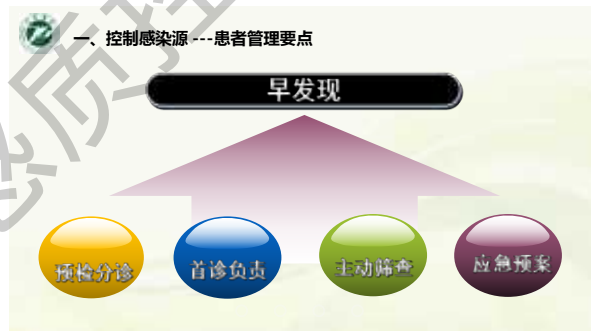 一、控制感染源 ---患者管理要点
早发现
预检分诊
首诊负责
主动筛查
应急预案